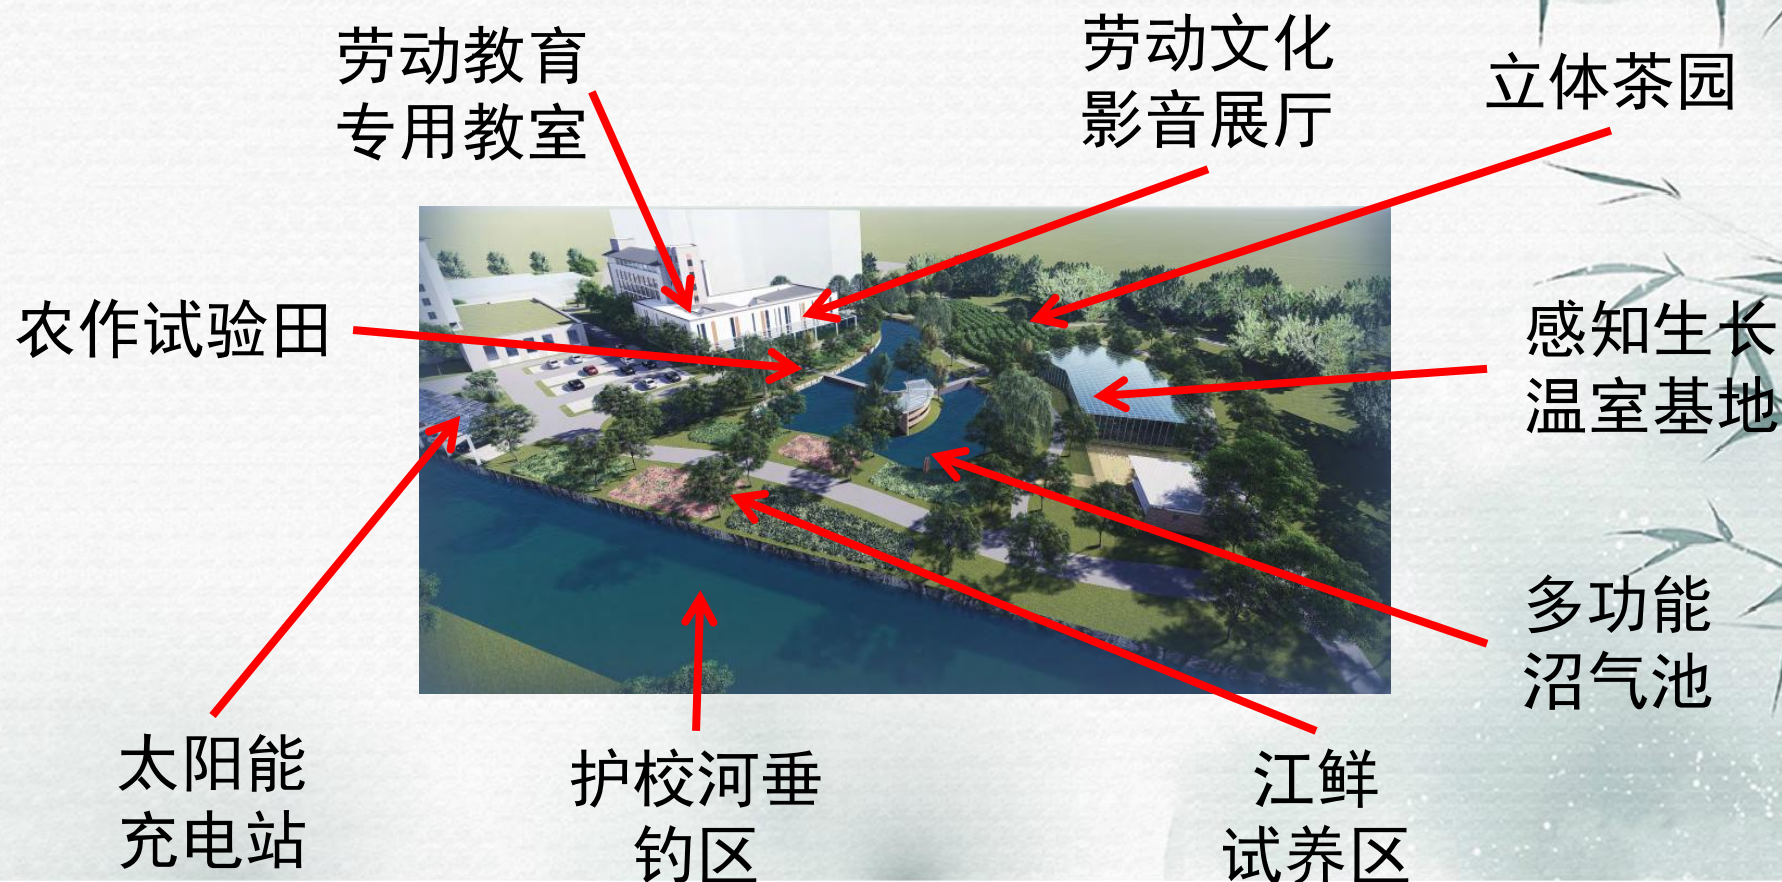 劳动教育
专用教室
劳动文化
影音展厅
立体茶园
农作试验田
感知生长
温室基地
多功能
沼气池
太阳能
充电站
护校河垂
钓区
江鲜
试养区